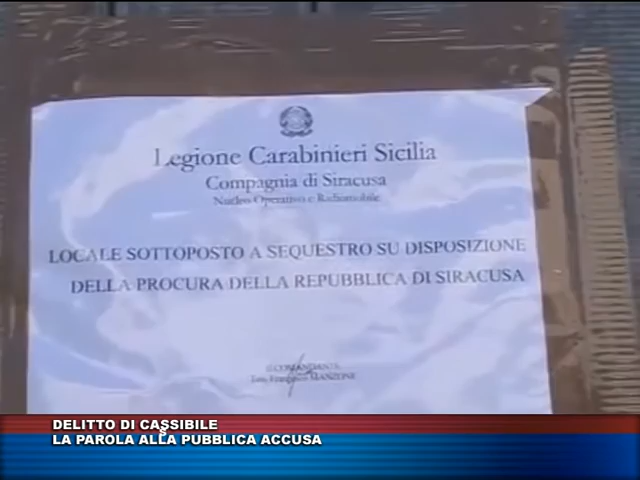 Legione Carabinieri Sicilia
Compagnia di Siracusa
Nucleo Operativo e Radiomobile
LOCALE SOTTOPOSTO A SEQUESTRO SU DISPOSIZIONE
DELLA PROCURA DELLA REPUBBLICA DI SIRACUSA
IL COMANDANTE
MANZONE
DELITTO DI CASSIBILE
LA PAROLA ALLA PUBBLICA ACCUSA